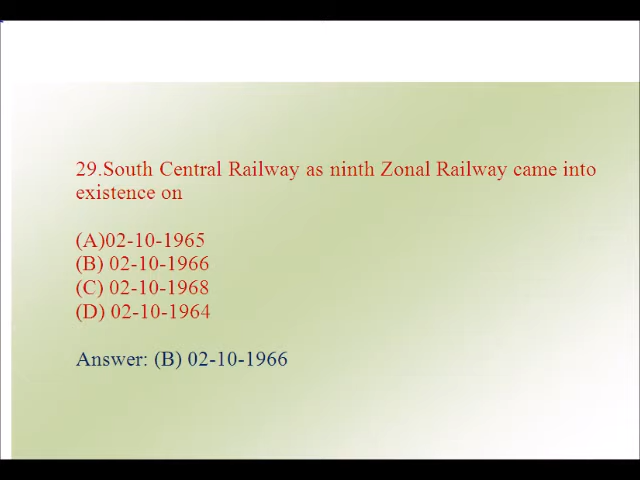 29.South Central Railway as ninth Zonal Railway came into
existence on
(A)02-10-1965
(B) 02-10-1966
(C) 02-10-1968
(D) 02-10-1964
Answer: (B) 02-10-1966